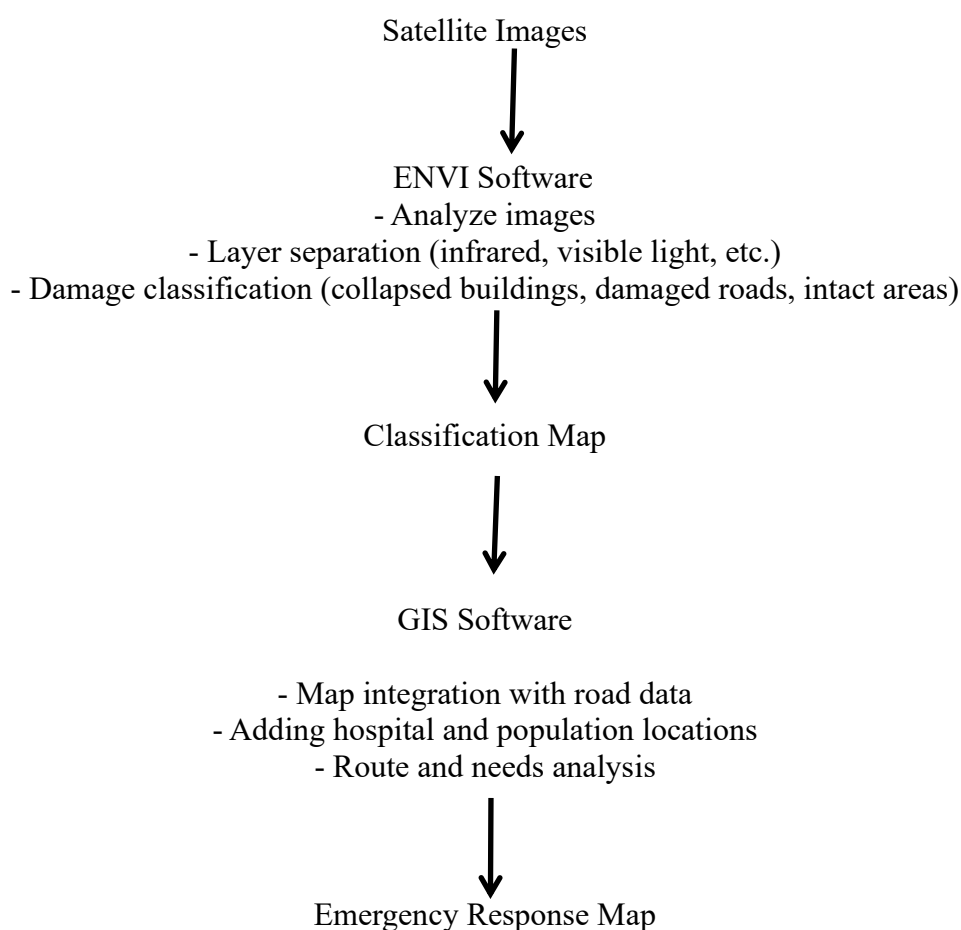 Satellite Images
ENVI Software
- Analyze images
- Layer separation (infrared, visible light, etc.)
- Damage classification (collapsed buildings, damaged roads, intact areas)
Classification Map
GIS Software
- Map integration with road data
- Adding hospital and population locations
- Route and needs analysis
Emergency Response Map